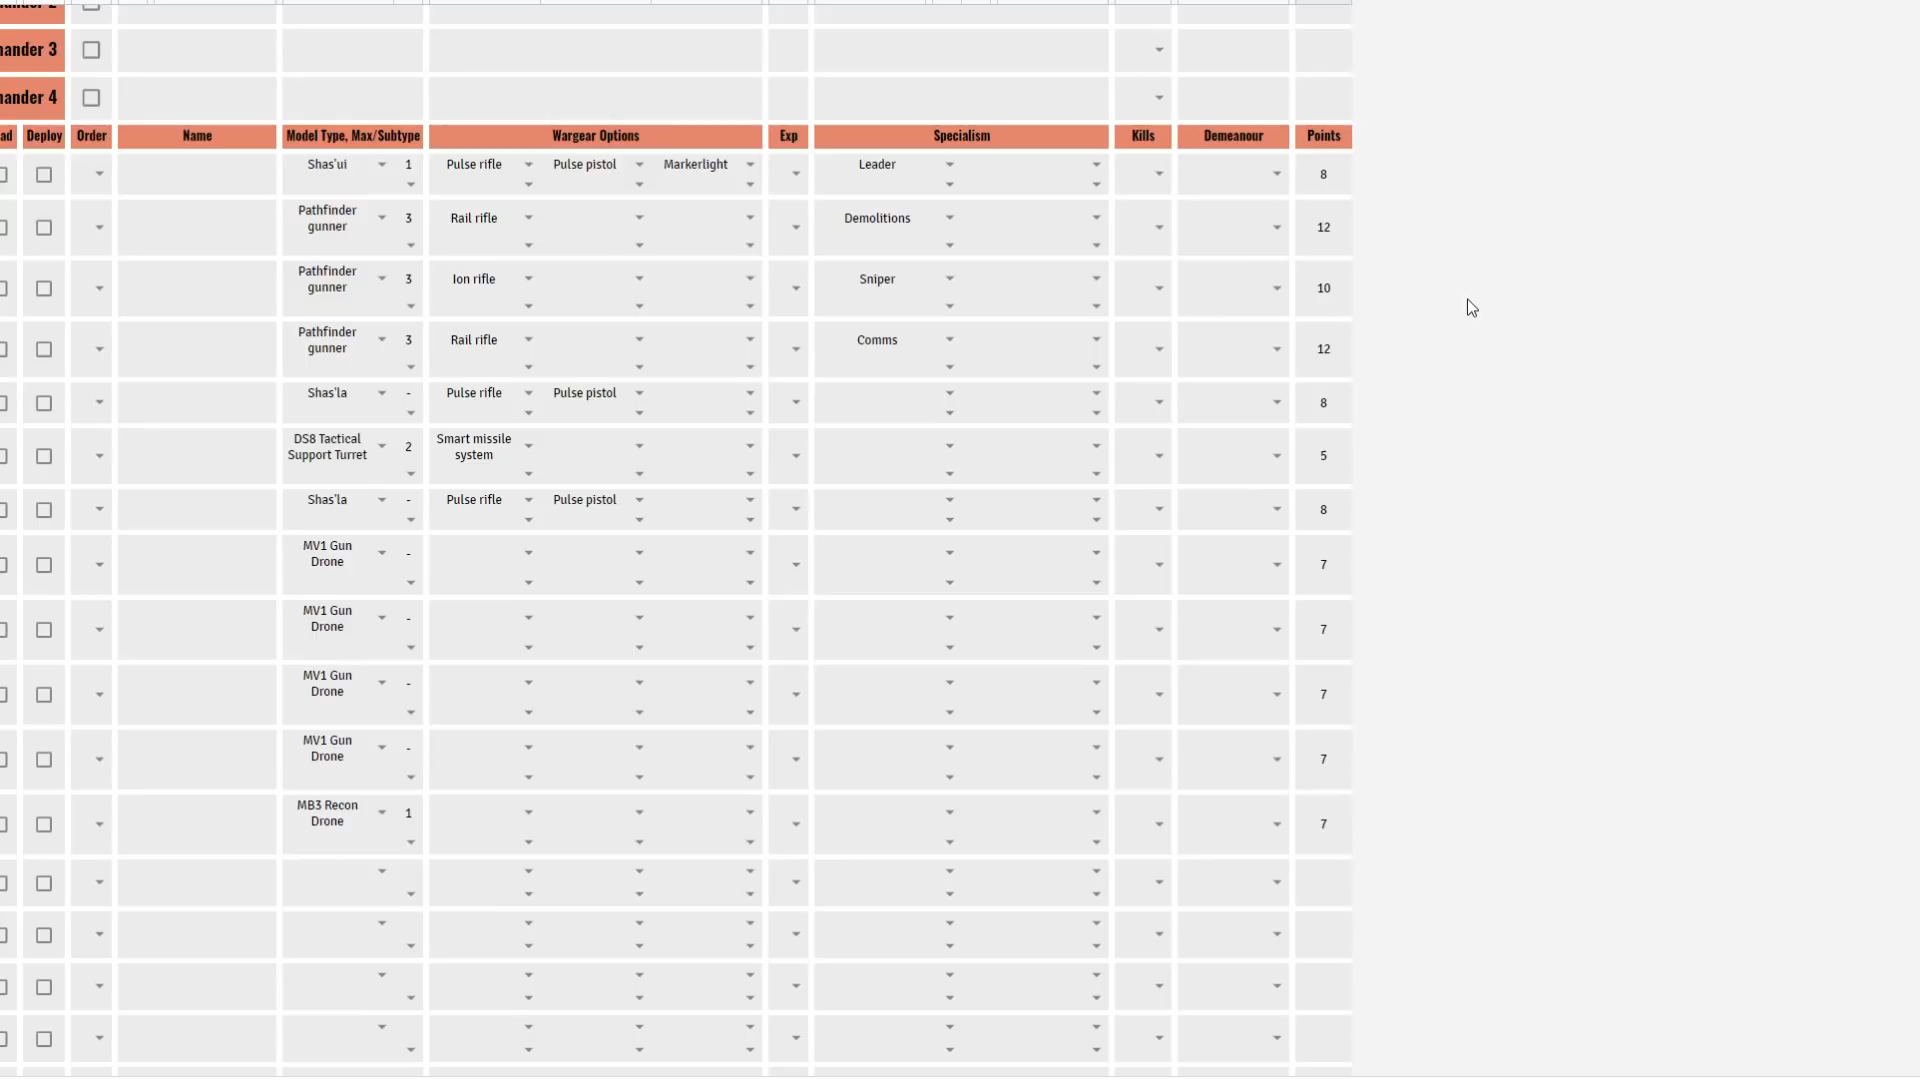 mander 3
mander 4
ad Deploy Order Name Model Type, Max/Subtype Wargear Options Exp Specialism Kills Demeanour Points
Shas'ui 1 Pulse rifle Pulse pistol Markerlight Leader 8
Pathfinder gunner 3 Rail rifle Demolitions 12
Pathfinder gunner 3 Ion rifle Sniper 10
Pathfinder gunner 3 Rail rifle Comms 12
Shas'la - Pulse rifle Pulse pistol 8
DS8 Tactical Support Turret 2 Smart missile system 5
Shas'la - Pulse rifle Pulse pistol 8
MV1 Gun Drone - 7
MV1 Gun Drone - 7
MV1 Gun Drone - 7
MV1 Gun Drone - 7
MB3 Recon Drone 1 7